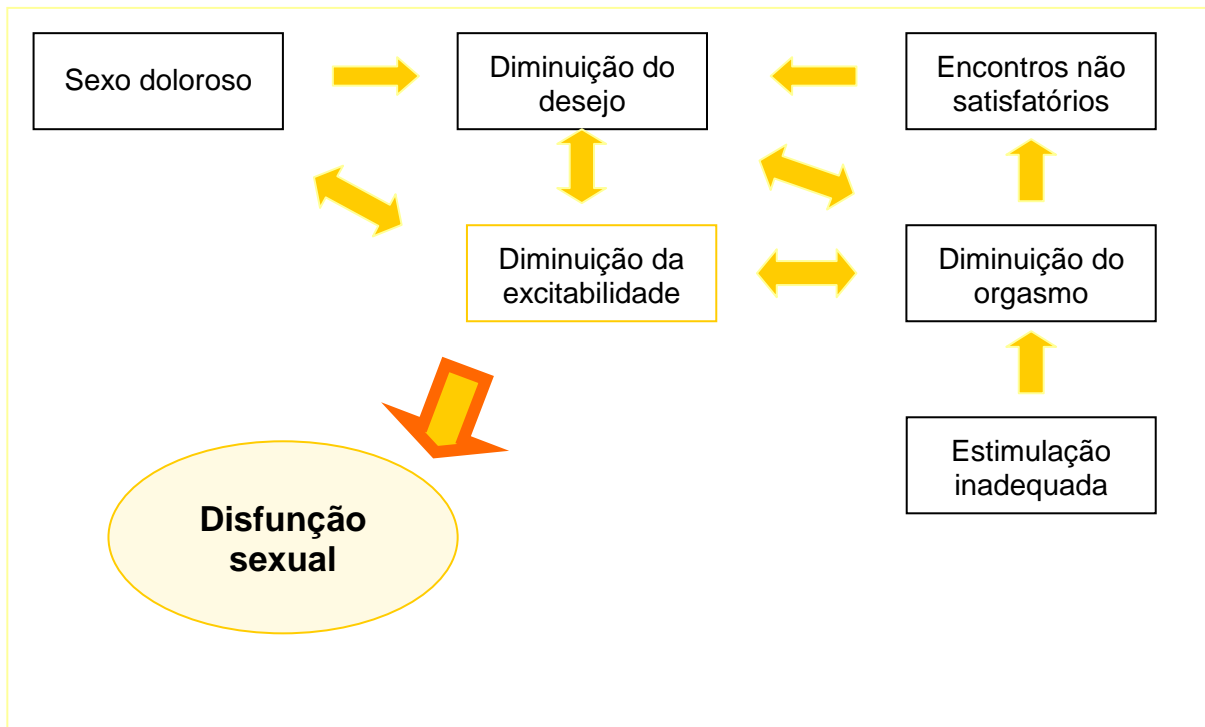 Sexo doloroso
Diminuição do
desejo
Encontros não
satisfatórios
Diminuição da
excitabilidade
Diminuição do
orgasmo
Estimulação
inadequada
Disfunção
sexual